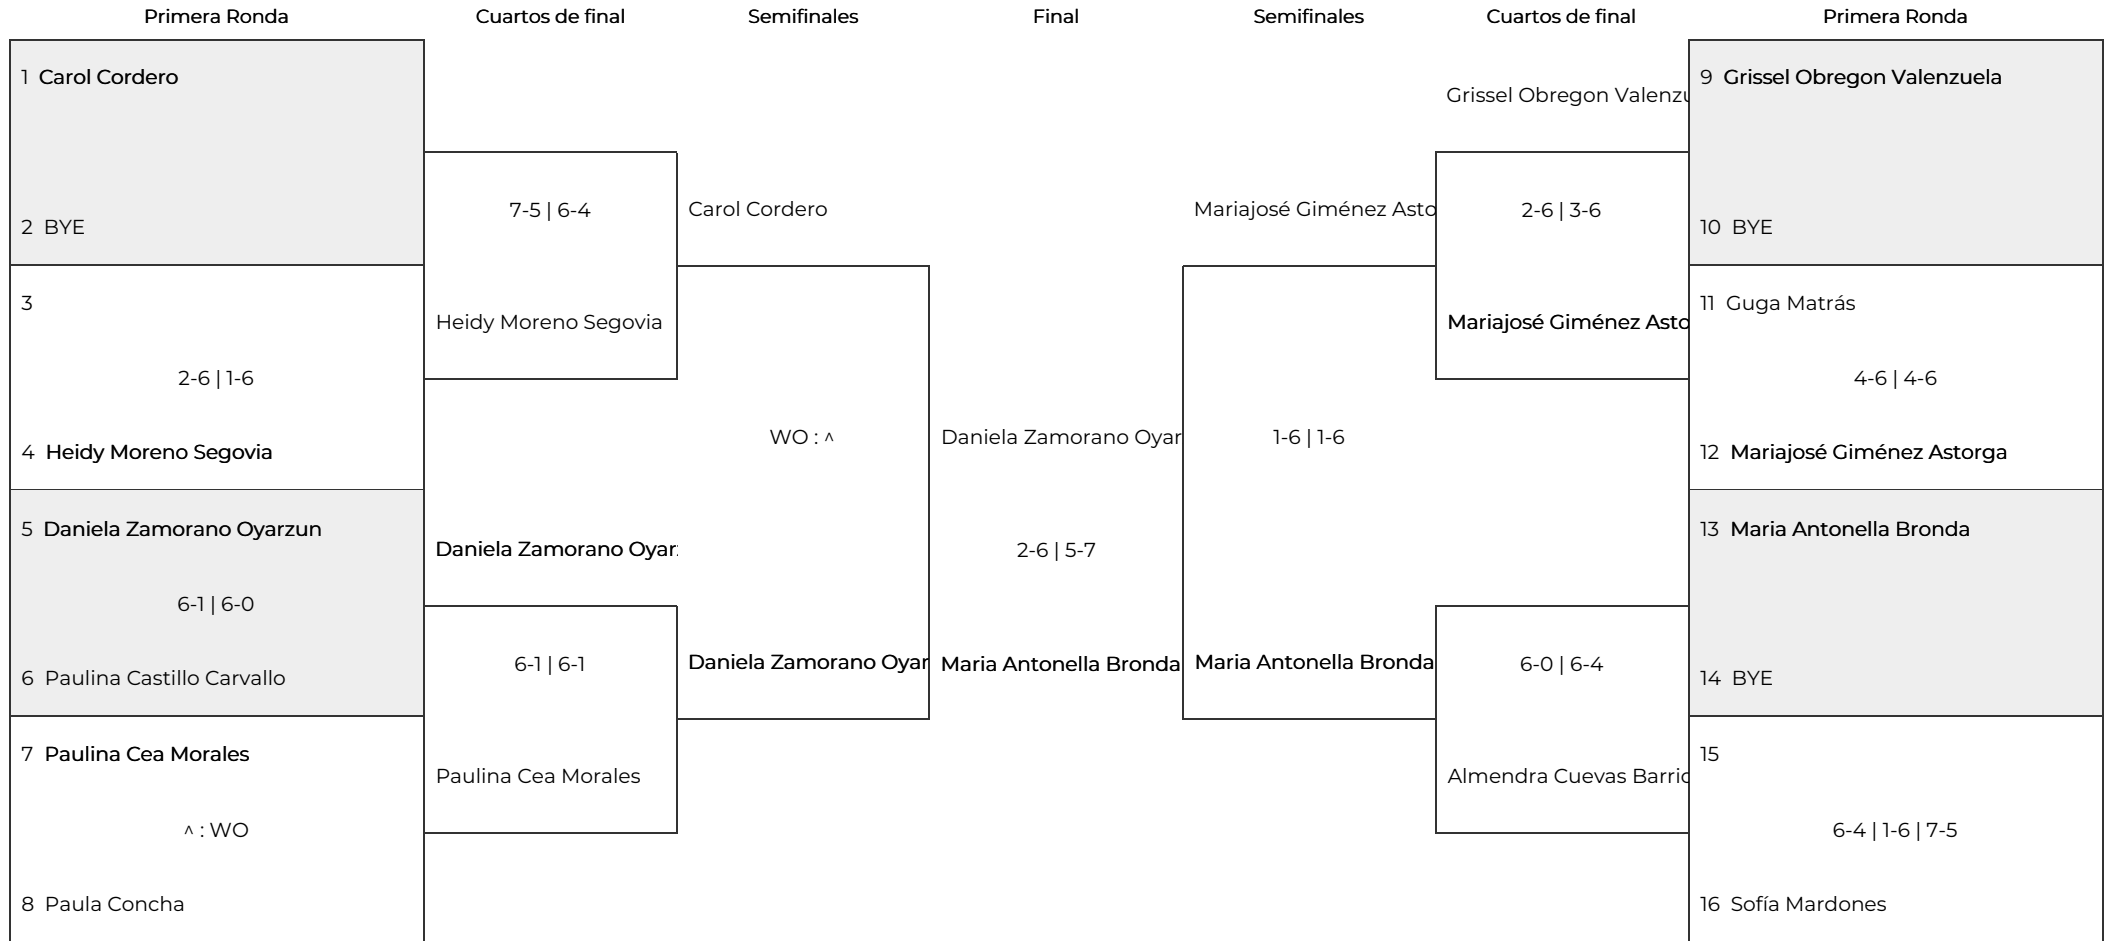 Primera Ronda
Cuartos de final
Semifinales
Final
Semifinales
Cuartos de final
Primera Ronda
1 Carol Cordero
2 BYE
3
2-6 | 1-6
4 Heidy Moreno Segovia
5 Daniela Zamorano Oyarzun
6-1 | 6-0
6 Paulina Castillo Carvallo
7 Paulina Cea Morales
^ : WO
8 Paula Concha
7-5 | 6-4
Heidy Moreno Segovia
Daniela Zamorano Oyar
6-1 | 6-1
Paulina Cea Morales
Carol Cordero
WO : ^
Daniela Zamorano Oyar
Daniela Zamorano Oyar
2-6 | 5-7
Maria Antonella Bronda
Mariajosé Giménez Asto
1-6 | 1-6
Maria Antonella Bronda
Grissel Obregon Valenzu
2-6 | 3-6
Mariajosé Giménez Asto
6-0 | 6-4
Almendra Cuevas Barrio
9 Grissel Obregon Valenzuela
10 BYE
11 Guga Matrás
4-6 | 4-6
12 Mariajosé Giménez Astorga
13 Maria Antonella Bronda
14 BYE
15
6-4 | 1-6 | 7-5
16 Sofía Mardones